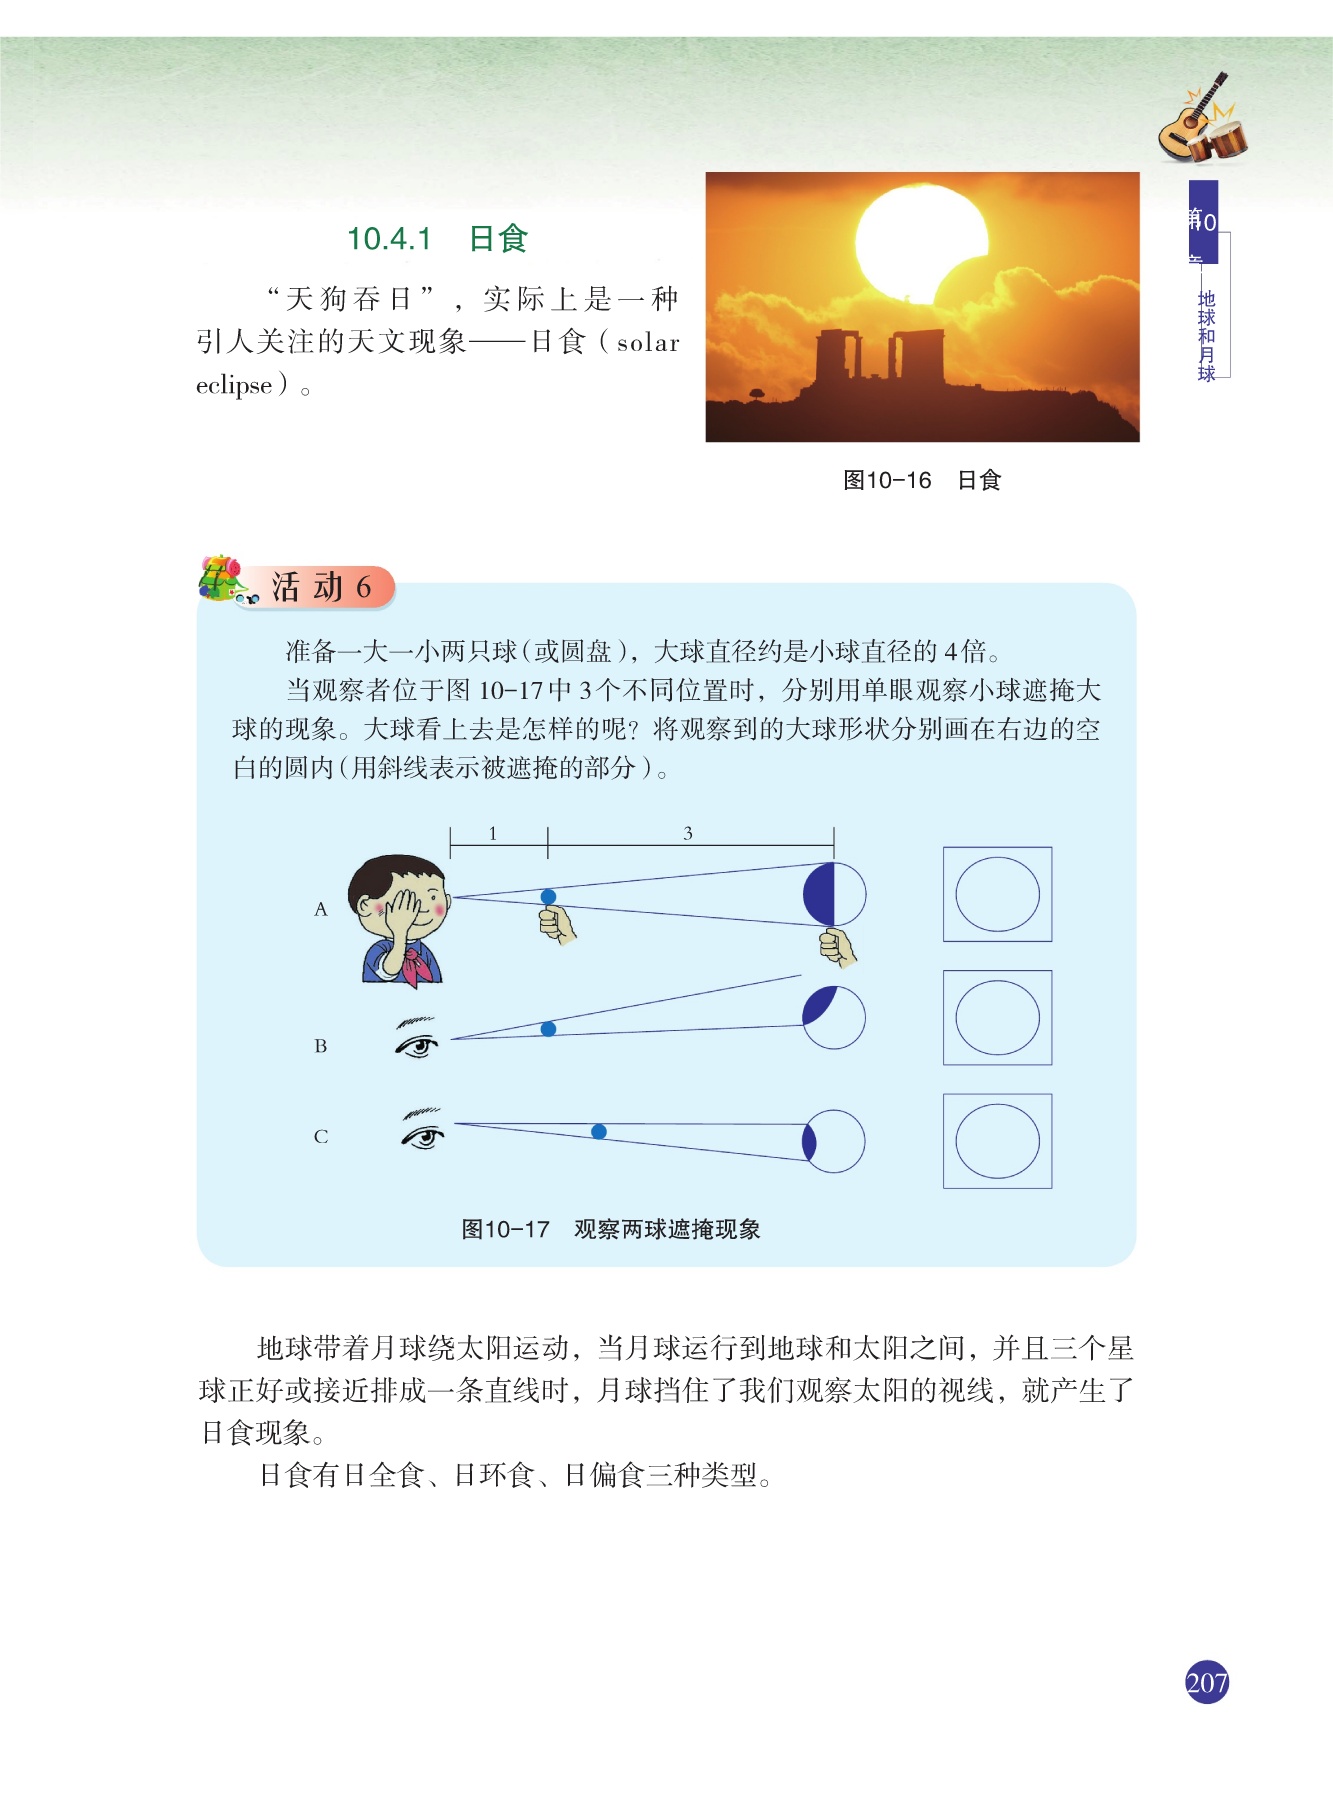 10.4.1 日食
“天狗吞日”，实际上是一种
引人关注的天文现象——日食（solar
eclipse）。
图10-16 日食
第10章
地球和月球
活动6
准备一大一小两只球（或圆盘），大球直径约是小球直径的4倍。
当观察者位于图10-17中3个不同位置时，分别用单眼观察小球遮掩大
球的现象。大球看上去是怎样的呢？将观察到的大球形状分别画在右边的空
白的圆内（用斜线表示被遮掩的部分）。
1 3
A
B
C
图10-17 观察两球遮掩现象
地球带着月球绕太阳运动，当月球运行到地球和太阳之间，并且三个星
球正好或接近排成一条直线时，月球挡住了我们观察太阳的视线，就产生了
日食现象。
日食有日全食、日环食、日偏食三种类型。
207